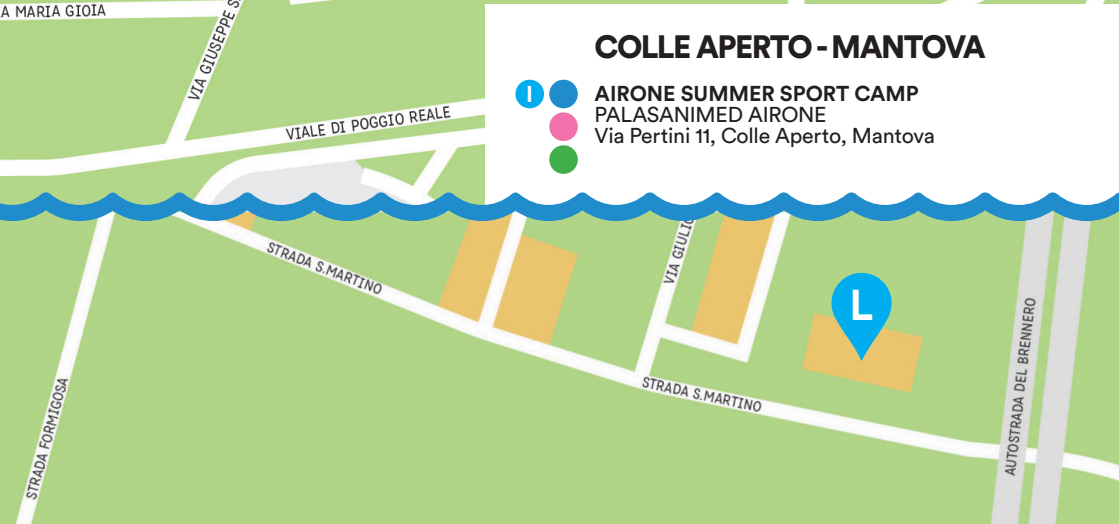 A MARIA GIOIA
VIA GIUSEPPE S
VIALE DI POGGIO REALE
COLLE APERTO - MANTOVA
I
AIRONE SUMMER SPORT CAMP
PALASANIMED AIRONE
Via Pertini 11, Colle Aperto, Mantova
STRADA S.MARTINO
VIA GIULIO
L
STRADA S.MARTINO
AUTOSTRADA DEL BRENNERO
STRADA FORMIGOSA